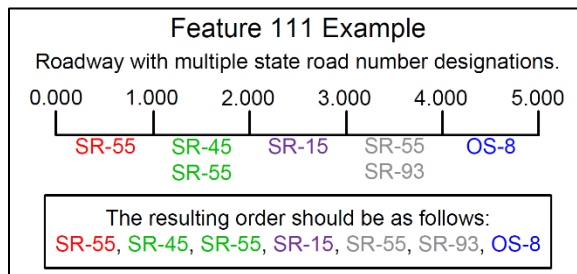 Feature 111 Example
Roadway with multiple state road number designations.
0.000 1.000 2.000 3.000 4.000 5.000
SR-55 SR-45 SR-15 SR-55 OS-8
SR-55 SR-93
The resulting order should be as follows:
SR-55, SR-45, SR-55, SR-15, SR-55, SR-93, OS-8